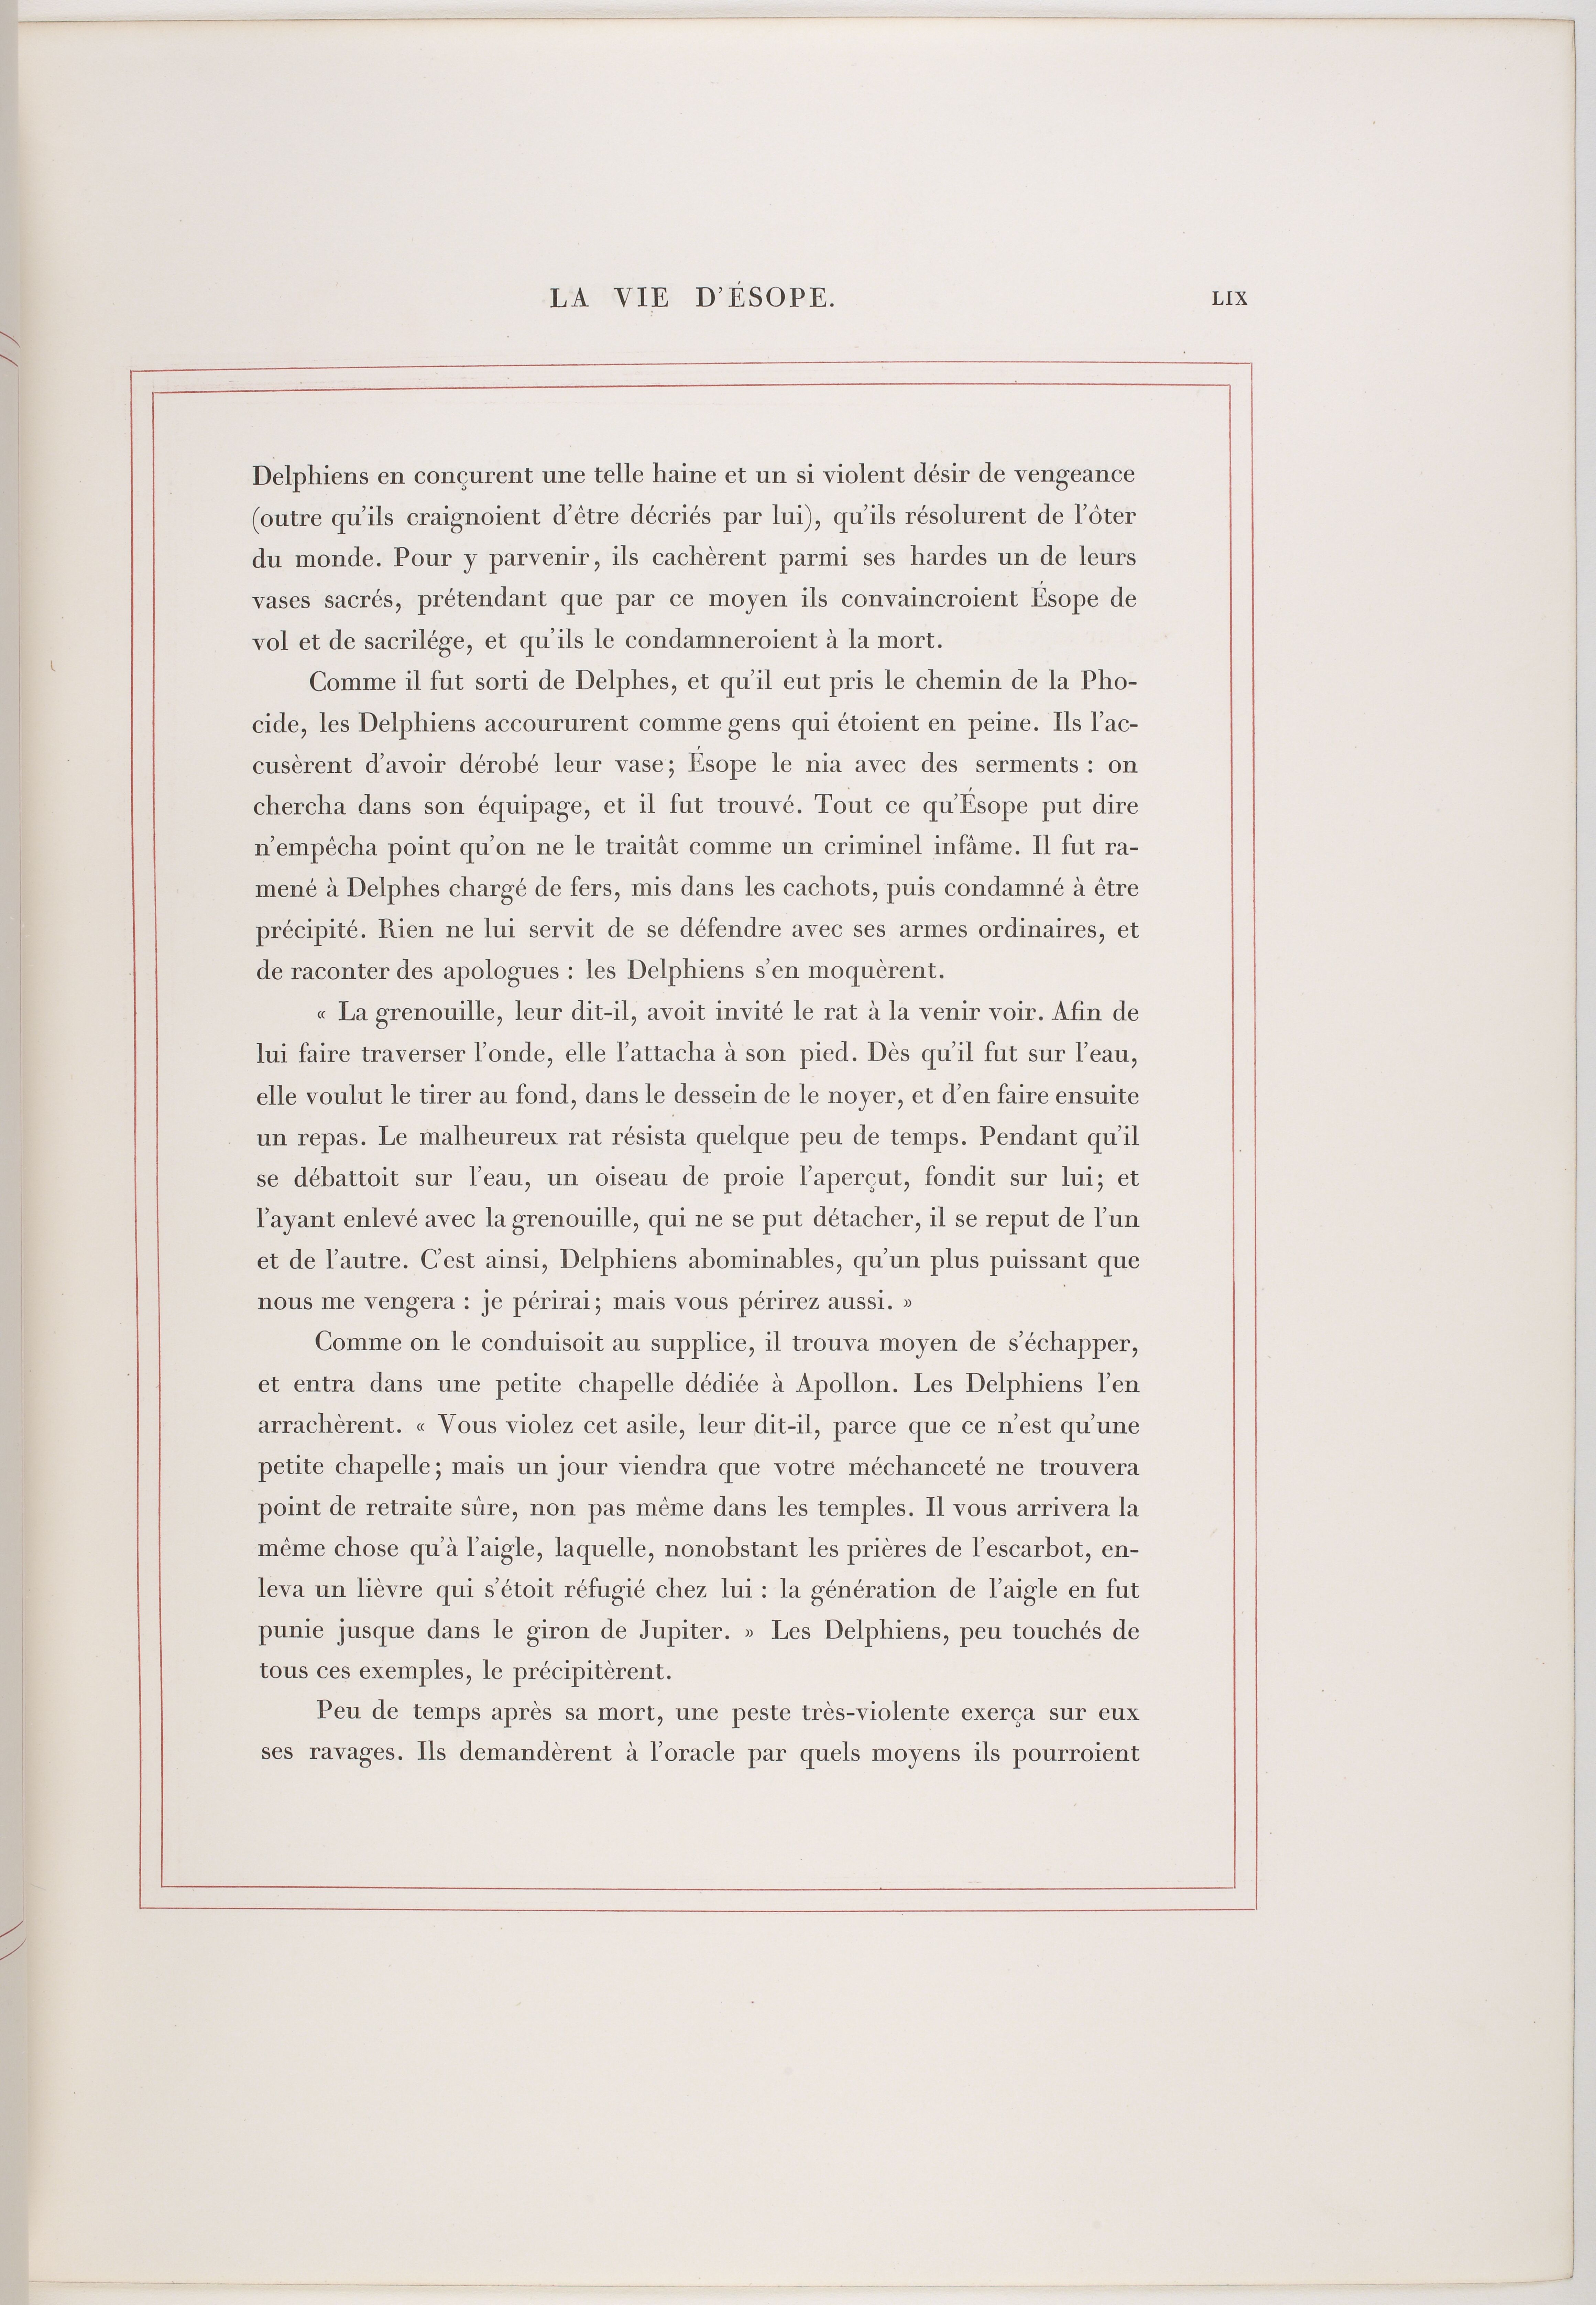 LA VIE D'ÉSOPE. LIX
Delphiens en conçurent une telle haine et un si violent désir de vengeance
(outre qu'ils craignoient d'être décriés par lui), qu'ils résolurent de l'ôter
du monde. Pour y parvenir, ils cachèrent parmi ses hardes un de leurs
vases sacrés, prétendant que par ce moyen ils convaincroient Ésope de
vol et de sacrilége, et qu'ils le condamneroient à la mort.
Comme il fut sorti de Delphes, et qu'il eut pris le chemin de la Pho-
cide, les Delphiens accoururent comme gens qui étoient en peine. Ils l'ac-
cusèrent d'avoir dérobé leur vase; Ésope le nia avec des serments : on
chercha dans son équipage, et il fut trouvé. Tout ce qu'Ésope put dire
n'empêcha point qu'on ne le traitât comme un criminel infâme. Il fut ra-
mené à Delphes chargé de fers, mis dans les cachots, puis condamné à être
précipité. Rien ne lui servit de se défendre avec ses armes ordinaires, et
de raconter des apologues : les Delphiens s'en moquèrent.
« La grenouille, leur dit-il, avoit invité le rat à la venir voir. Afin de
lui faire traverser l'onde, elle l'attacha à son pied. Dès qu'il fut sur l'eau,
elle voulut le tirer au fond, dans le dessein de le noyer, et d'en faire ensuite
un repas. Le malheureux rat résista quelque peu de temps. Pendant qu'il
se débattoit sur l'eau, un oiseau de proie l'aperçut, fondit sur lui; et
l'ayant enlevé avec la grenouille, qui ne se put détacher, il se reput de l'un
et de l'autre. C'est ainsi, Delphiens abominables, qu'un plus puissant que
nous me vengera : je périrai; mais vous périrez aussi. »
Comme on le conduisoit au supplice, il trouva moyen de s'échapper,
et entra dans une petite chapelle dédiée à Apollon. Les Delphiens l'en
arrachèrent. « Vous violez cet asile, leur dit-il, parce que ce n'est qu'une
petite chapelle; mais un jour viendra que votre méchanceté ne trouvera
point de retraite sûre, non pas même dans les temples. Il vous arrivera la
même chose qu'à l'aigle, laquelle, nonobstant les prières de l'escarbot, en-
leva un lièvre qui s'étoit réfugié chez lui : la génération de l'aigle en fut
punie jusque dans le giron de Jupiter. » Les Delphiens, peu touchés de
tous ces exemples, le précipitèrent.
Peu de temps après sa mort, une peste très-violente exerça sur eux
ses ravages. Ils demandèrent à l'oracle par quels moyens ils pourroient